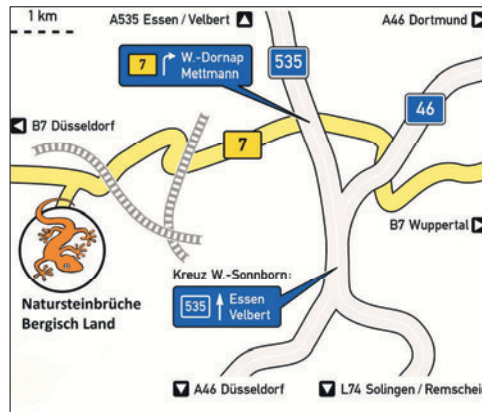 1 km
A535 Essen / Velbert
A46 Dortmund
535
7
W.-Dornap
Mettmann
46
B7 Düsseldorf
7
B7 Wuppertal
Kreuz W.-Sonnborn:
535
Essen
Velbert
Natursteinbrüche
Bergisch Land
A46 Düsseldorf
L74 Solingen / Remscheid